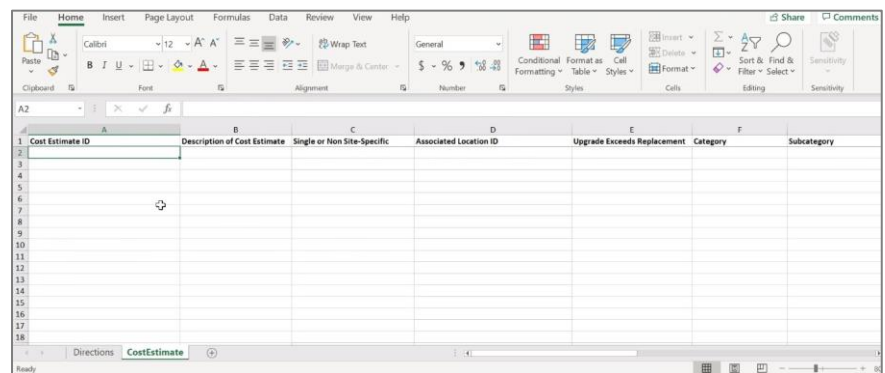 File Home Insert Page Layout Formulas Data Review View Help Share Comments
Paste Calibri 12 A^ A˅ Wrap Text General Conditional Format as Cell Insert Delete Format Sort & Find & Sensitivity
B I U A Merge & Center $ % 9 Formatting Table Styles Filter Select
Clipboard Font Alignment Number Styles Cells Editing Sensitivity
A2 fx
A B C D E F
1 Cost Estimate ID Description of Cost Estimate Single or Non Site-Specific Associated Location ID Upgrade Exceeds Replacement Category Subcategory
2
3
4
5
6
7
8
9
10
11
12
13
14
15
16
17
18
Directions CostEstimate
Ready